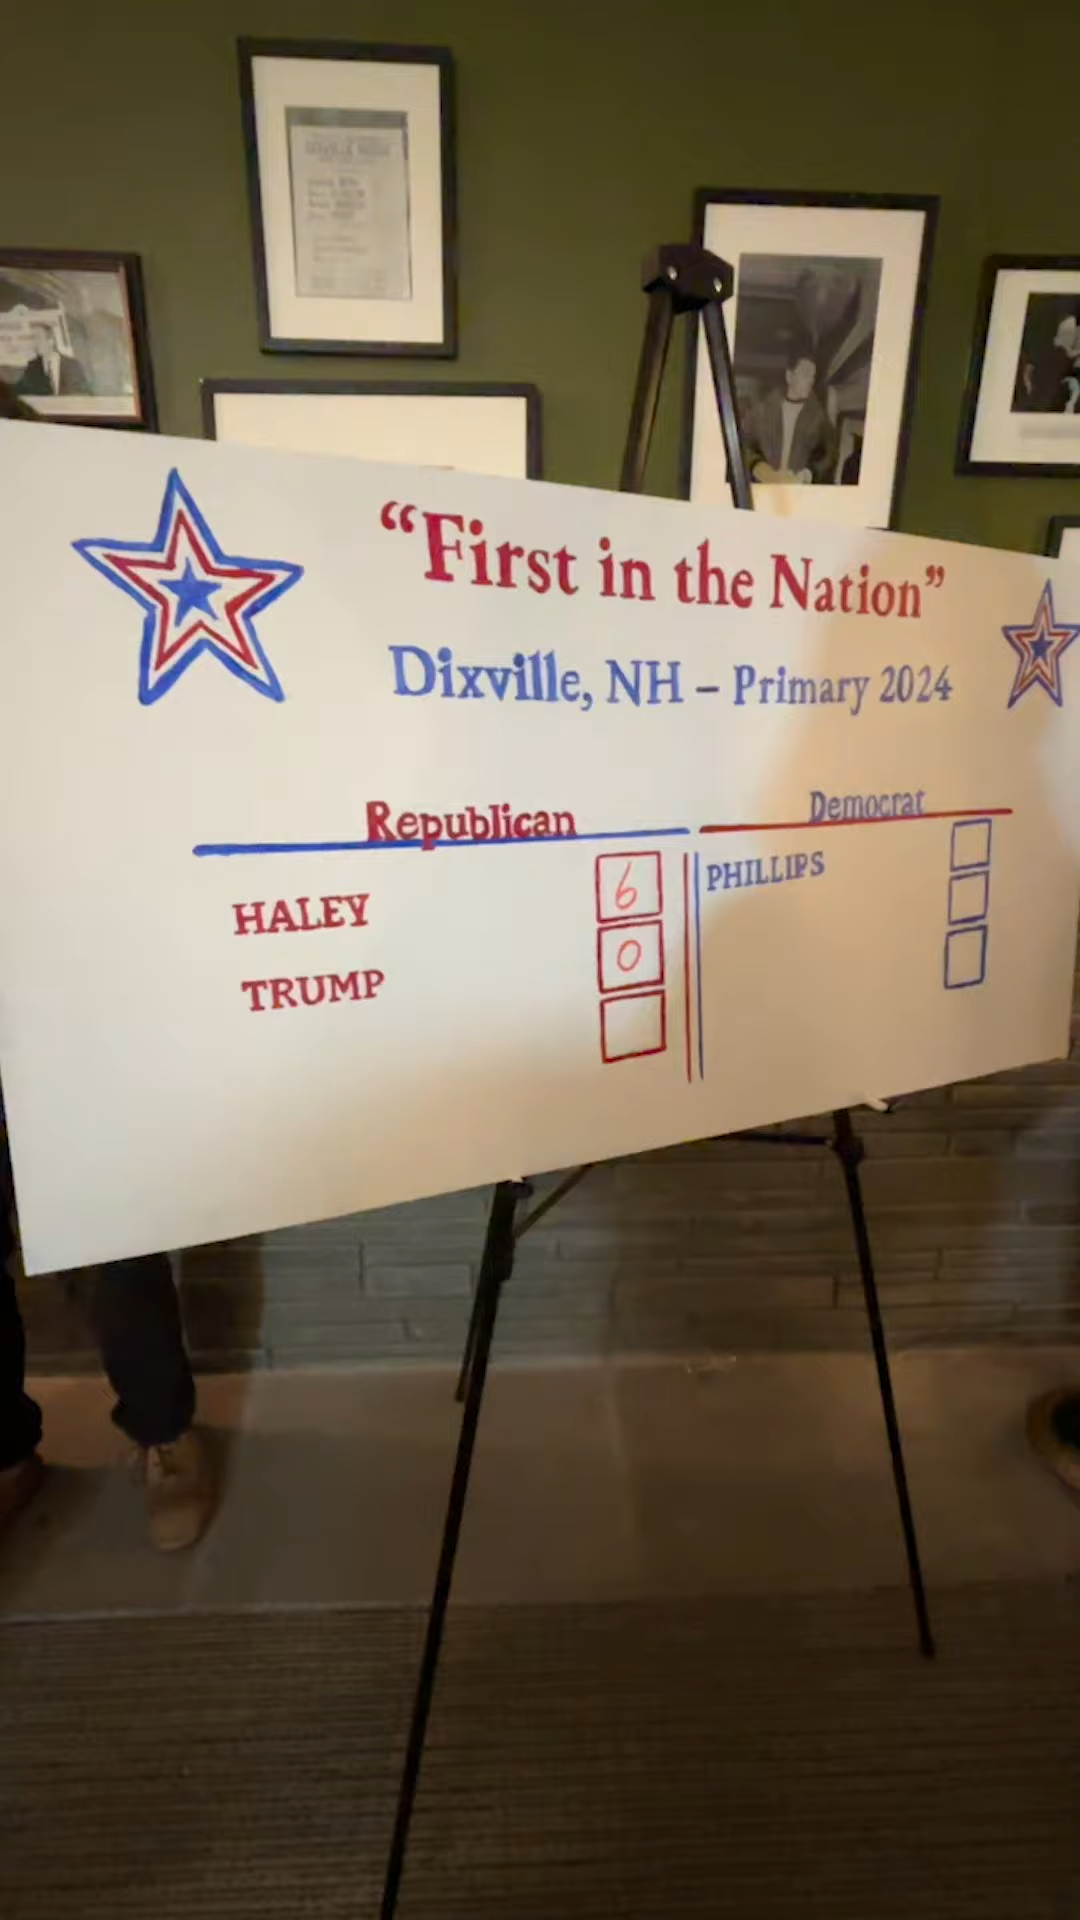 “First in the Nation”
Dixville, NH – Primary 2024
Republican
HALEY 6
TRUMP 0
Democrat
PHILLIPS